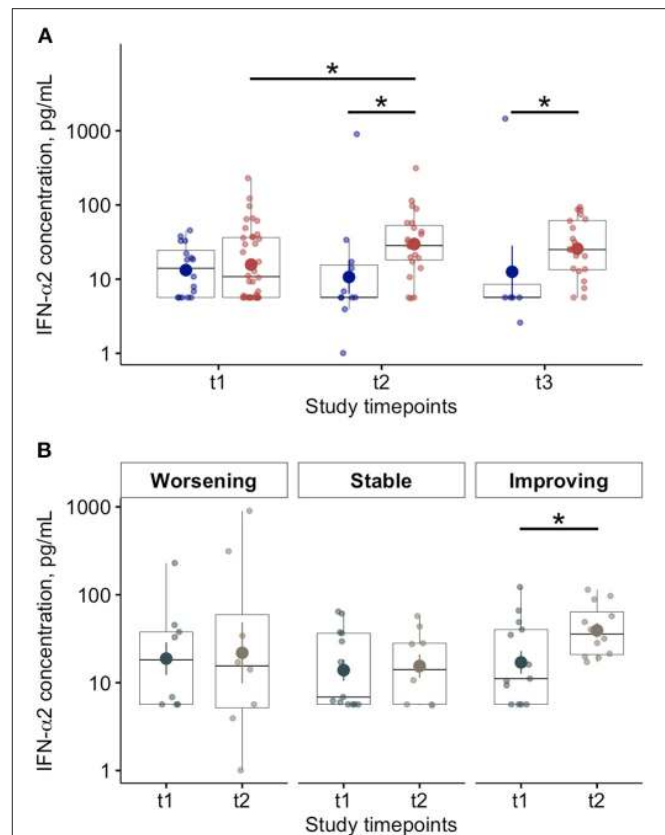 A
*
* *
IFN-α2 concentration, pg/mL
1000
100
10
1
t1 t2 t3
Study timepoints
B
Worsening Stable Improving
*
IFN-α2 concentration, pg/mL
1000
100
10
1
t1 t2 t1 t2 t1 t2
Study timepoints